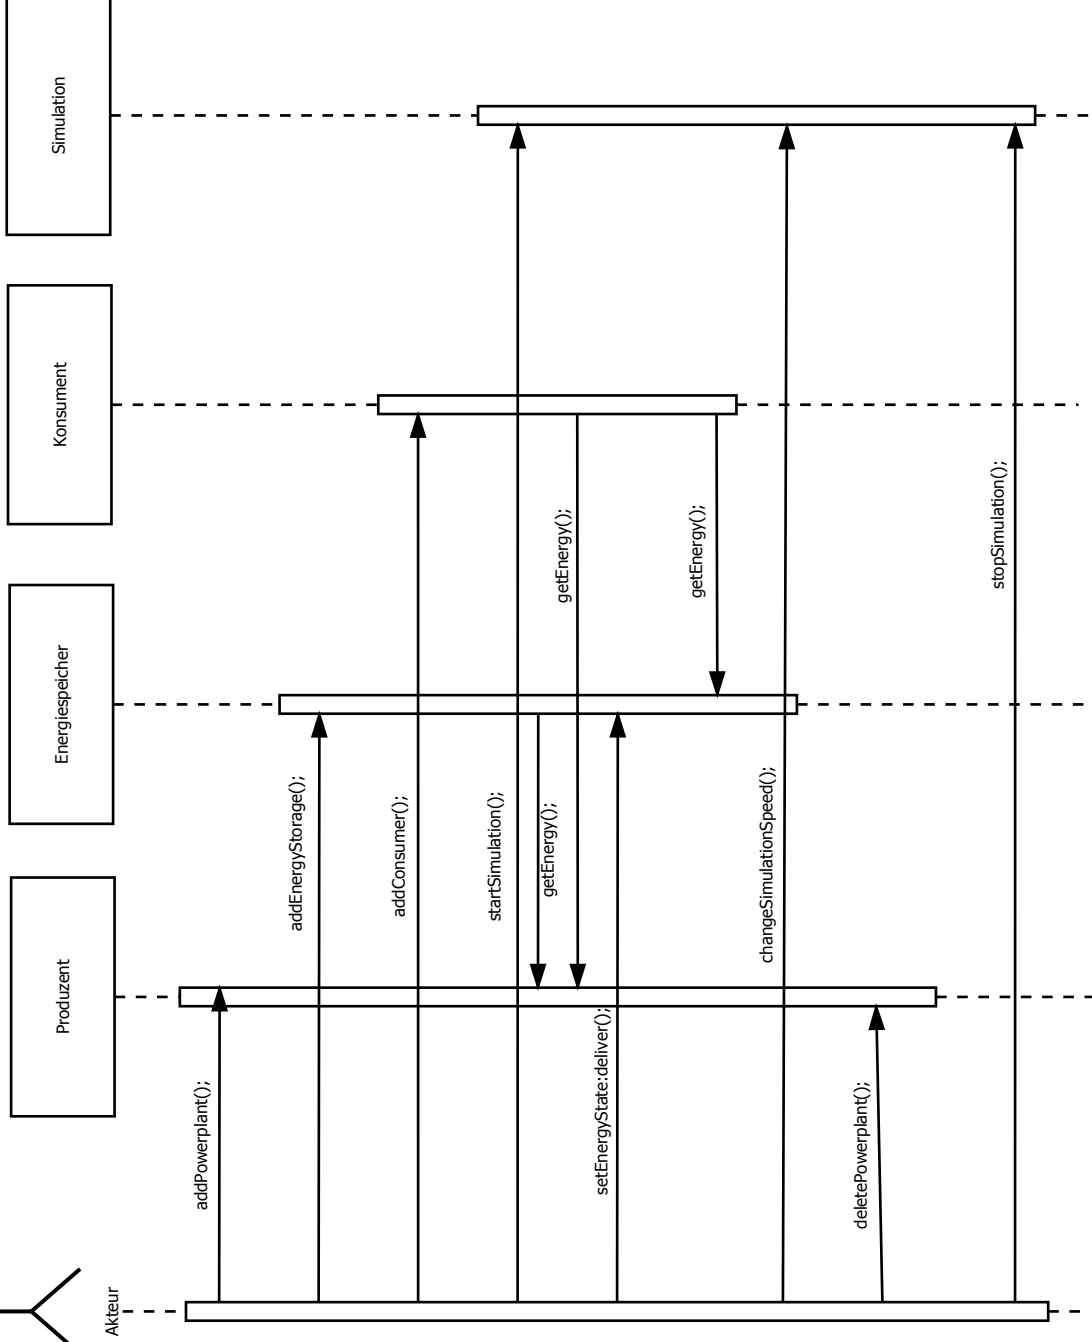 Akteur
Produzent
Energiespeicher
Konsument
Simulation
addPowerplant();
addEnergyStorage();
addConsumer();
startSimulation();
getEnergy();
getEnergy();
setEnergyState:deliver();
getEnergy();
changeSimulationSpeed();
deletePowerplant();
stopSimulation();